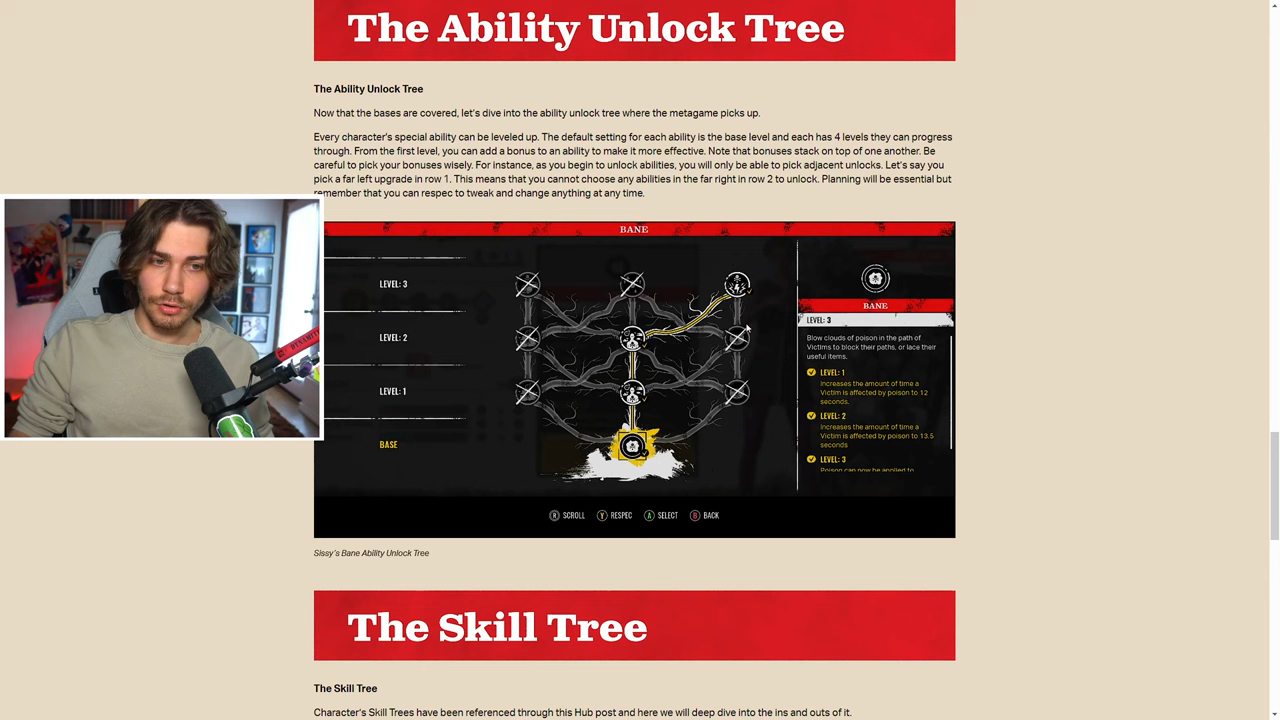 The Ability Unlock Tree
The Ability Unlock Tree
Now that the bases are covered, let's dive into the ability unlock tree where the metagame picks up.
Every character's special ability can be leveled up. The default setting for each ability is the base level and each has 4 levels they can progress
through. From the first level, you can add a bonus to an ability to make it more effective. Note that bonuses stack on top of one another. Be
careful to pick your bonuses wisely. For instance, as you begin to unlock abilities, you will only be able to pick adjacent unlocks. Let's say you
pick a far left upgrade in row 1. This means that you cannot choose any abilities in the far right in row 2 to unlock. Planning will be essential but
remember that you can respec to tweak and change anything at any time.
BANE
LEVEL: 3
LEVEL: 2
LEVEL: 1
BASE
BANE
LEVEL: 3
Blow clouds of poison in the path of
Victims to block their paths, or lace their
useful items.
LEVEL: 1
Increases the amount of time a
Victim is affected by poison to 12
seconds.
LEVEL: 2
Increases the amount of time a
Victim is affected by poison to 13.5
seconds
LEVEL: 3
Poison can now be applied to
R SCROLL Y RESPEC A SELECT B BACK
Sissy's Bane Ability Unlock Tree
The Skill Tree
The Skill Tree
Character's Skill Trees have been referenced through this Hub post and here we will deep dive into the ins and outs of it.